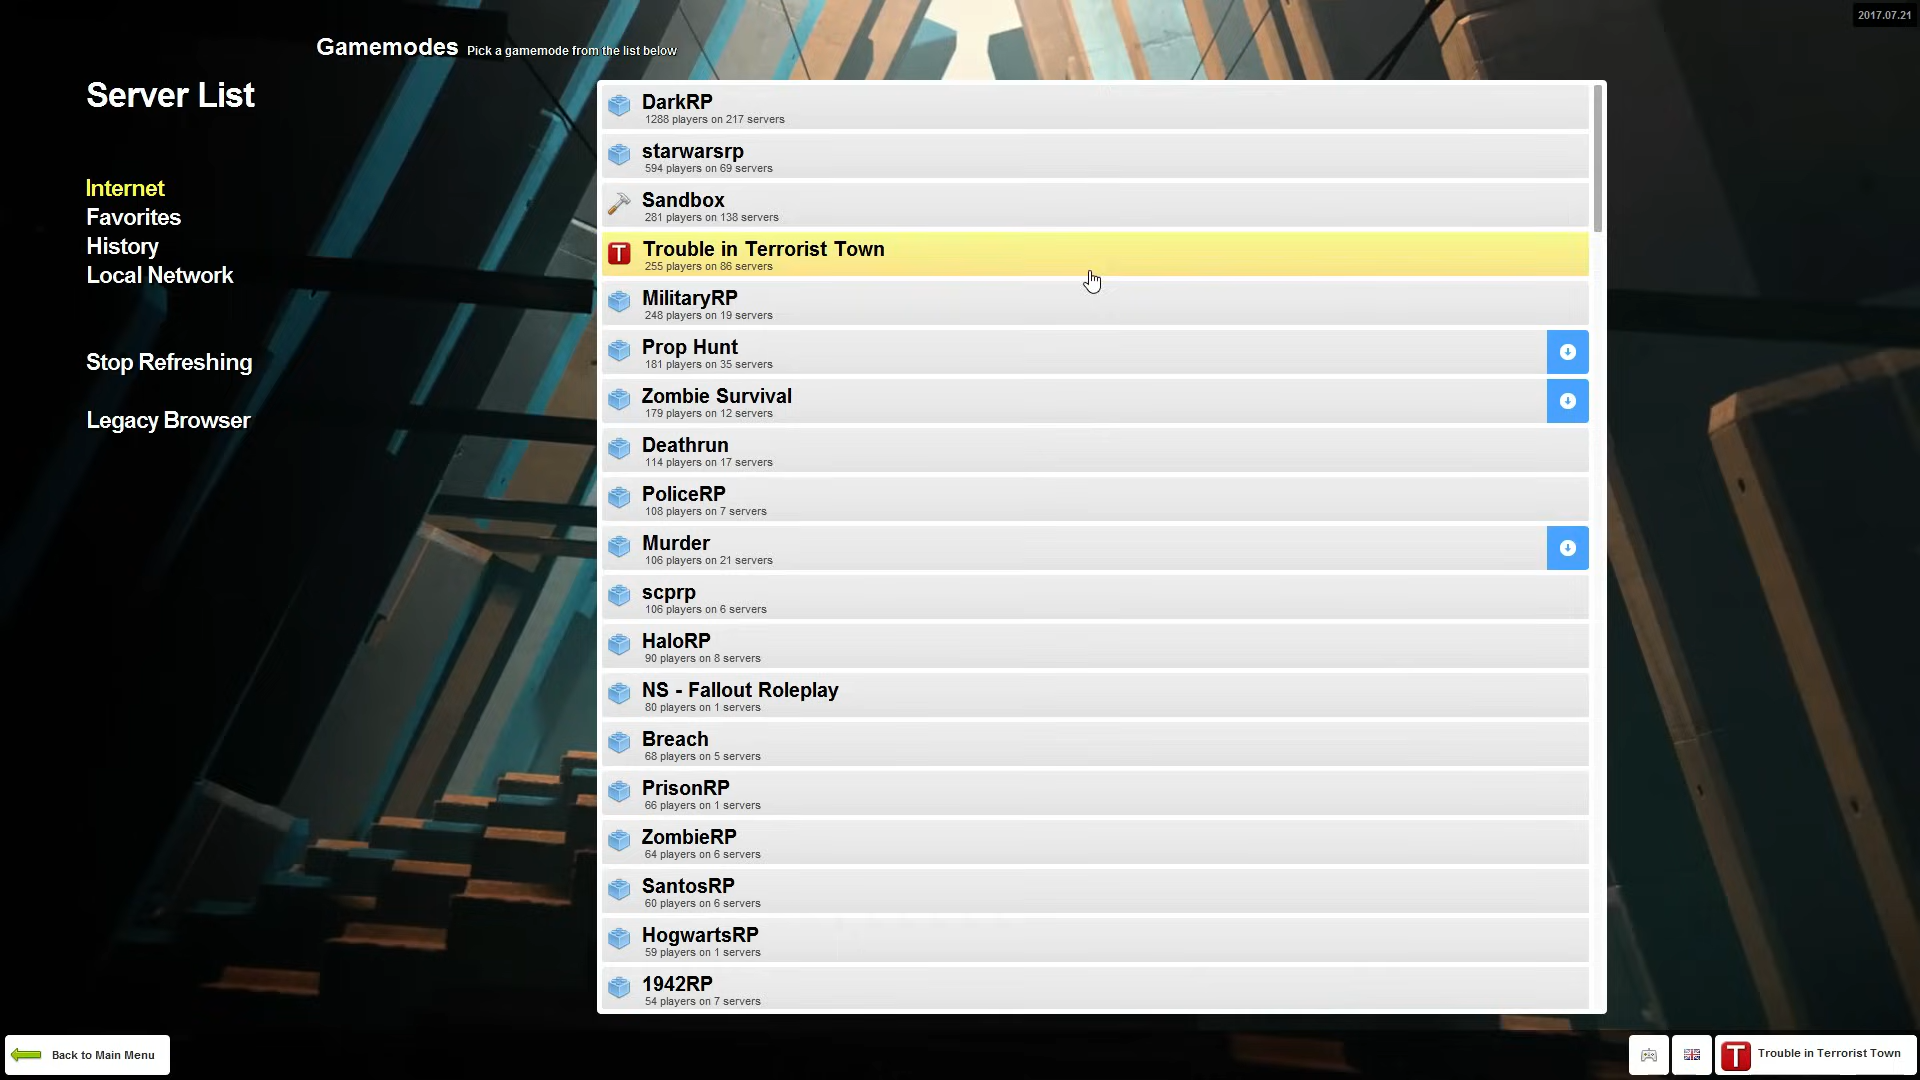 2017.07.21
Gamemodes Pick a gamemode from the list below
Server List
Internet
Favorites
History
Local Network
Stop Refreshing
Legacy Browser
DarkRP
1288 players on 217 servers
starwarsrp
594 players on 69 servers
Sandbox
281 players on 138 servers
T
Trouble in Terrorist Town
255 players on 86 servers
MilitaryRP
248 players on 19 servers
Prop Hunt
181 players on 35 servers
Zombie Survival
179 players on 12 servers
Deathrun
114 players on 17 servers
PoliceRP
108 players on 7 servers
Murder
106 players on 21 servers
scprp
106 players on 6 servers
HaloRP
90 players on 8 servers
NS - Fallout Roleplay
80 players on 1 servers
Breach
68 players on 5 servers
PrisonRP
66 players on 1 servers
ZombieRP
64 players on 6 servers
SantosRP
60 players on 6 servers
HogwartsRP
59 players on 1 servers
1942RP
54 players on 7 servers
Back to Main Menu
T Trouble in Terrorist Town